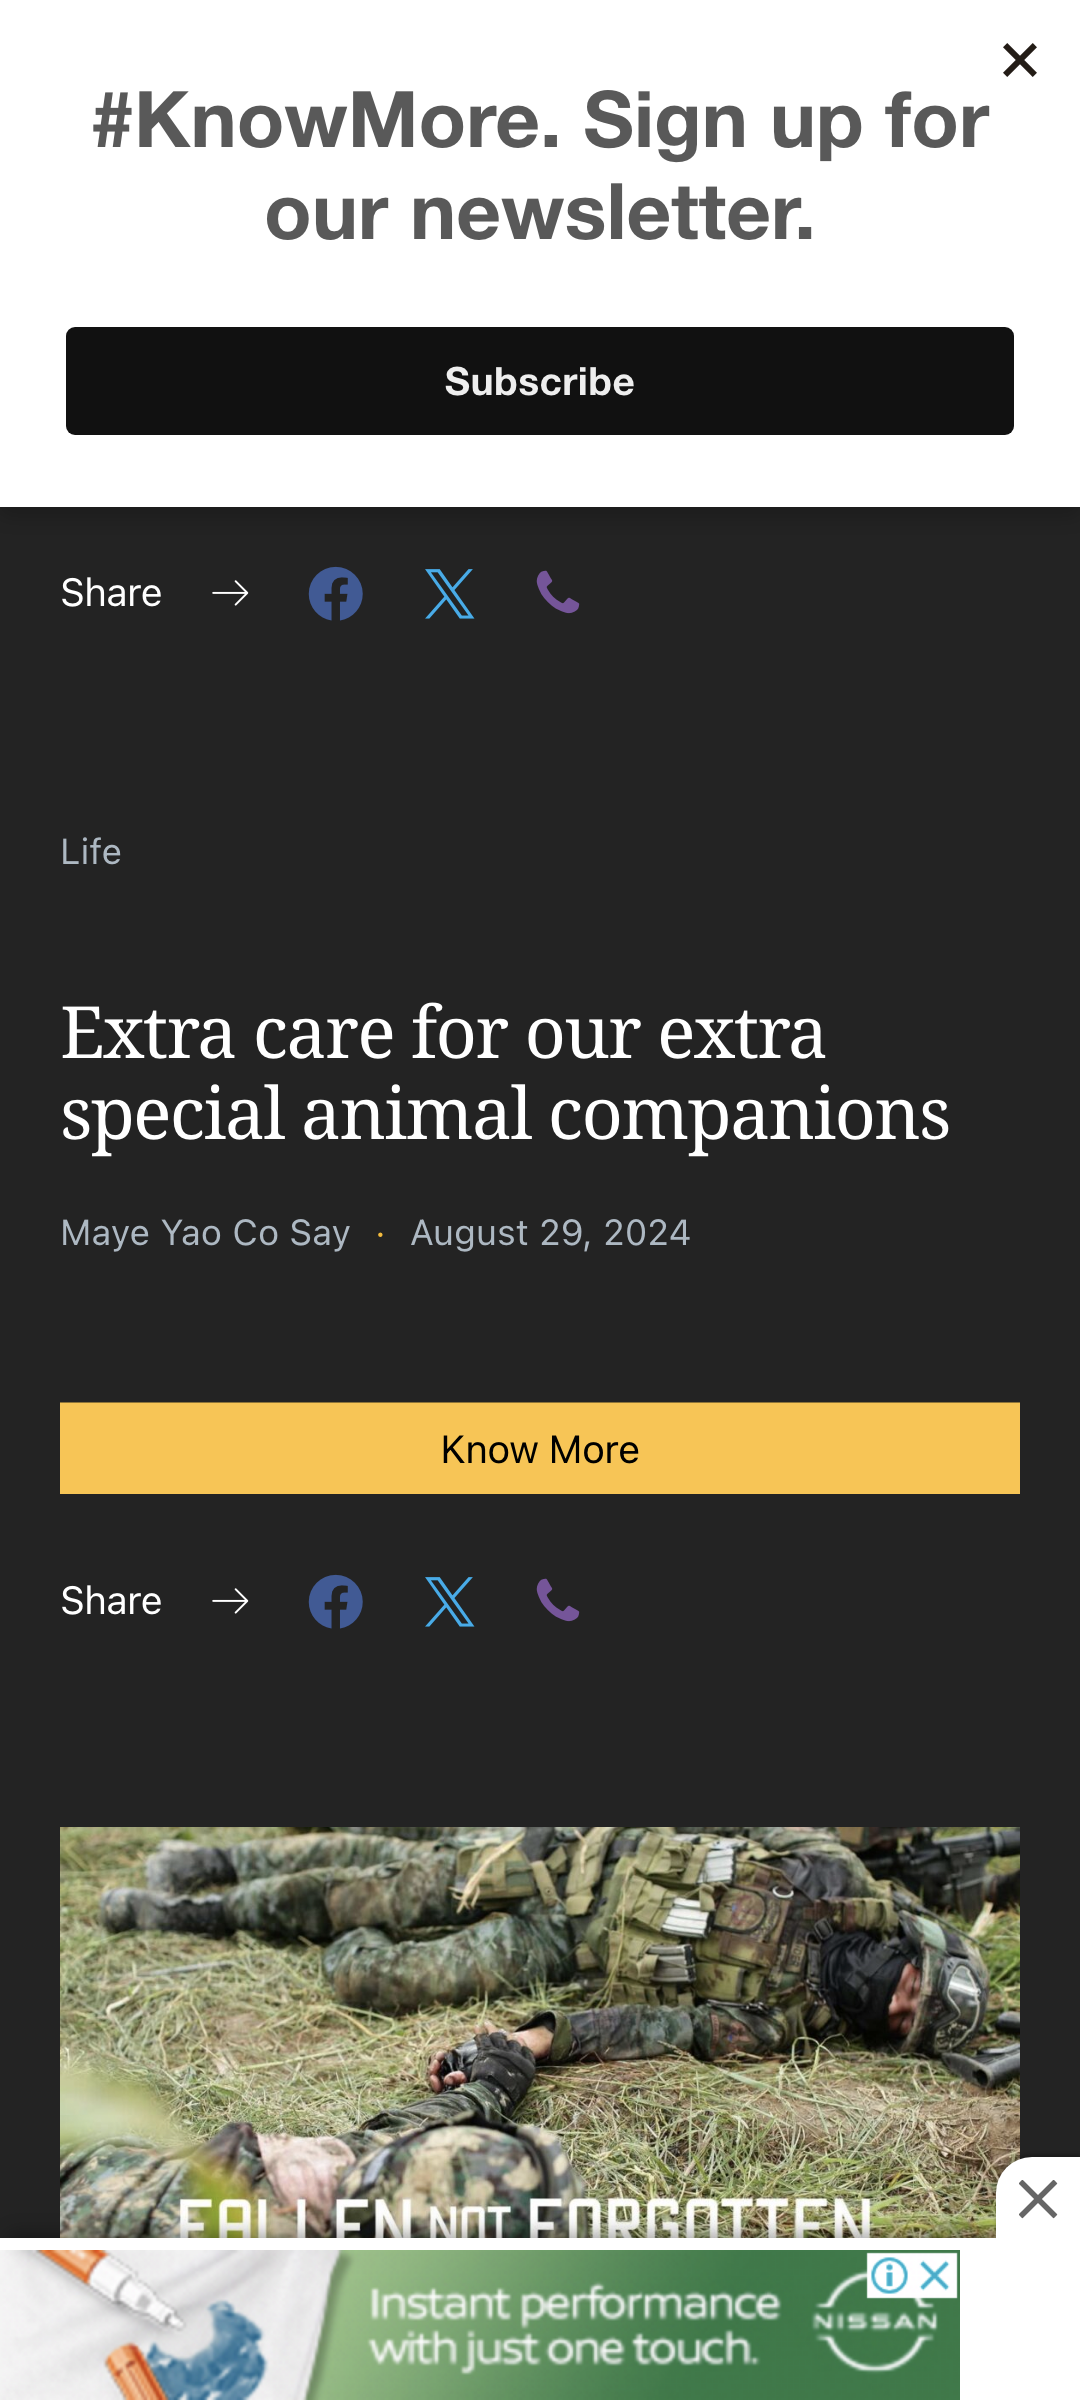 #KnowMore. Sign up for
our newsletter.
Subscribe
Share
Life
Extra care for our extra
special animal companions
Maye Yao Co Say · August 29, 2024
Know More
Share
FALLEN NOT FORGOTTEN
Instant performance
with just one touch.
NISSAN